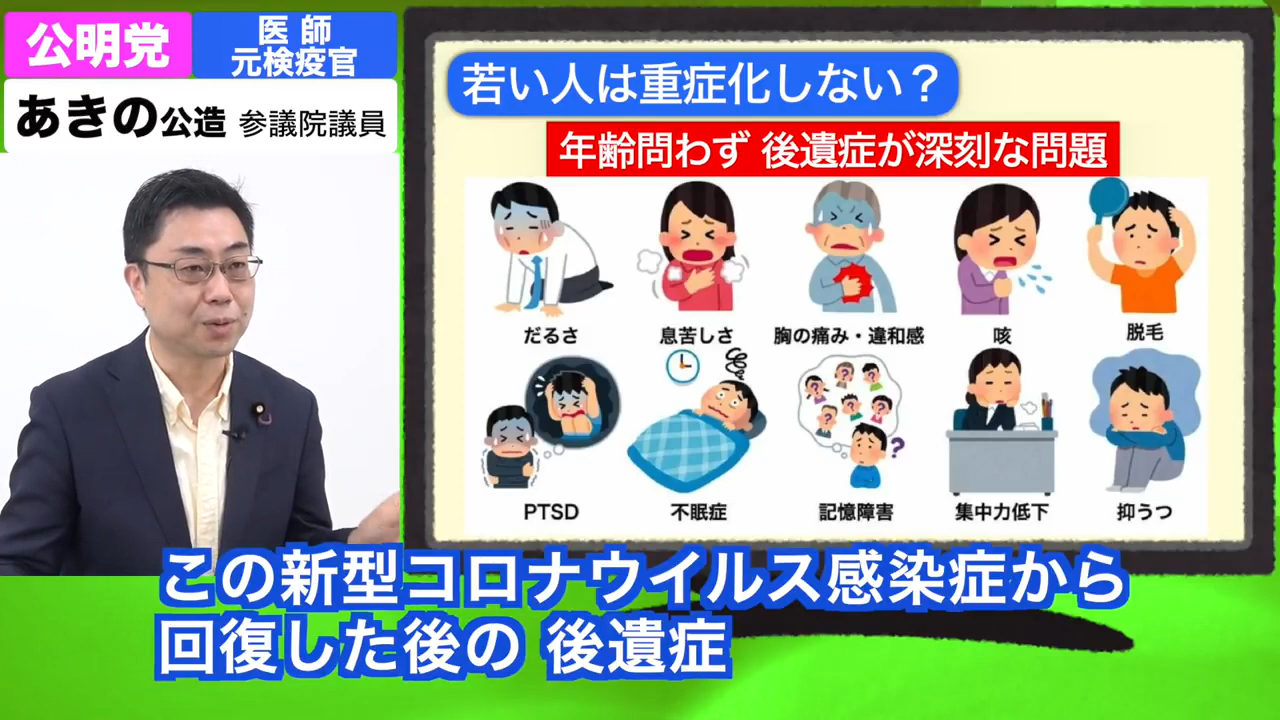 公明党
医師
元検疫官
あきの公造 参議院議員
若い人は重症化しない？
年齢問わず 後遺症が深刻な問題
だるさ
息苦しさ
胸の痛み・違和感
咳
脱毛
PTSD
不眠症
記憶障害
集中力低下
抑うつ
この新型コロナウイルス感染症から
回復した後の 後遺症